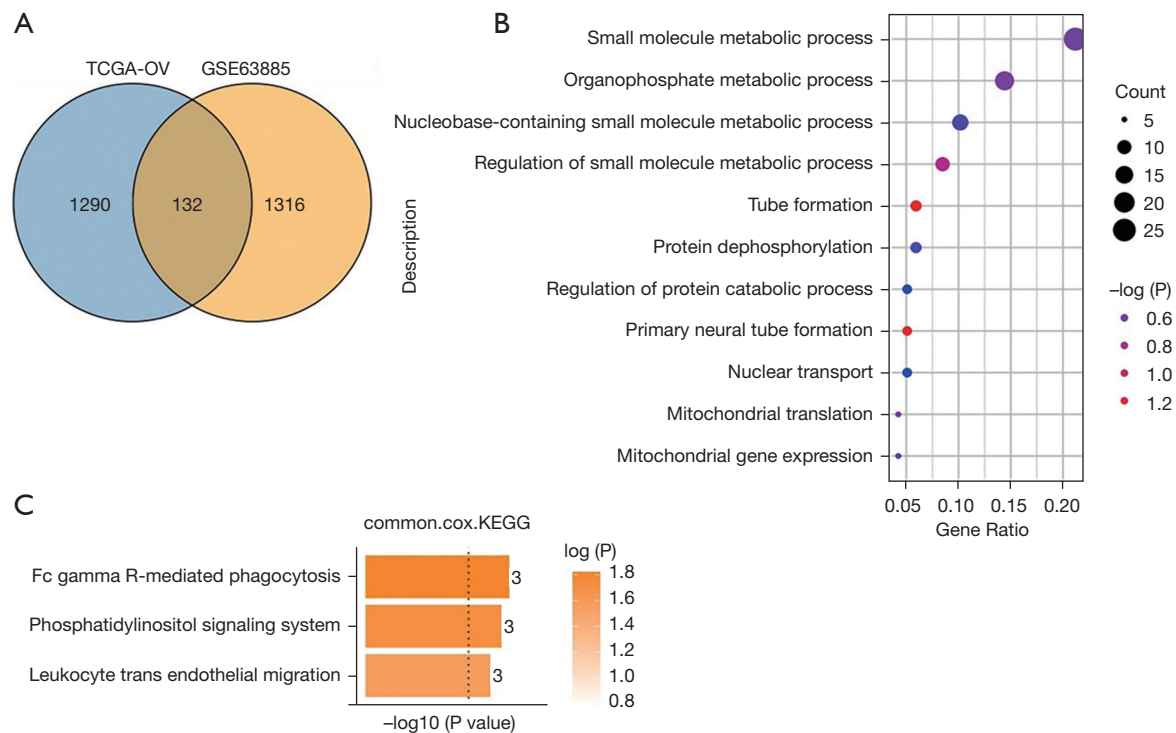 A
TCGA-OV
GSE63885
1290
132
1316
B
Description
Small molecule metabolic process
Organophosphate metabolic process
Nucleobase-containing small molecule metabolic process
Regulation of small molecule metabolic process
Tube formation
Protein dephosphorylation
Regulation of protein catabolic process
Primary neural tube formation
Nuclear transport
Mitochondrial translation
Mitochondrial gene expression
0.05
0.10
0.15
0.20
Gene Ratio
Count
5
10
15
20
25
–log (P)
0.6
0.8
1.0
1.2
C
common.cox.KEGG
Fc gamma R-mediated phagocytosis
3
Phosphatidylinositol signaling system
3
Leukocyte trans endothelial migration
3
–log10 (P value)
log (P)
1.8
1.6
1.4
1.2
1.0
0.8